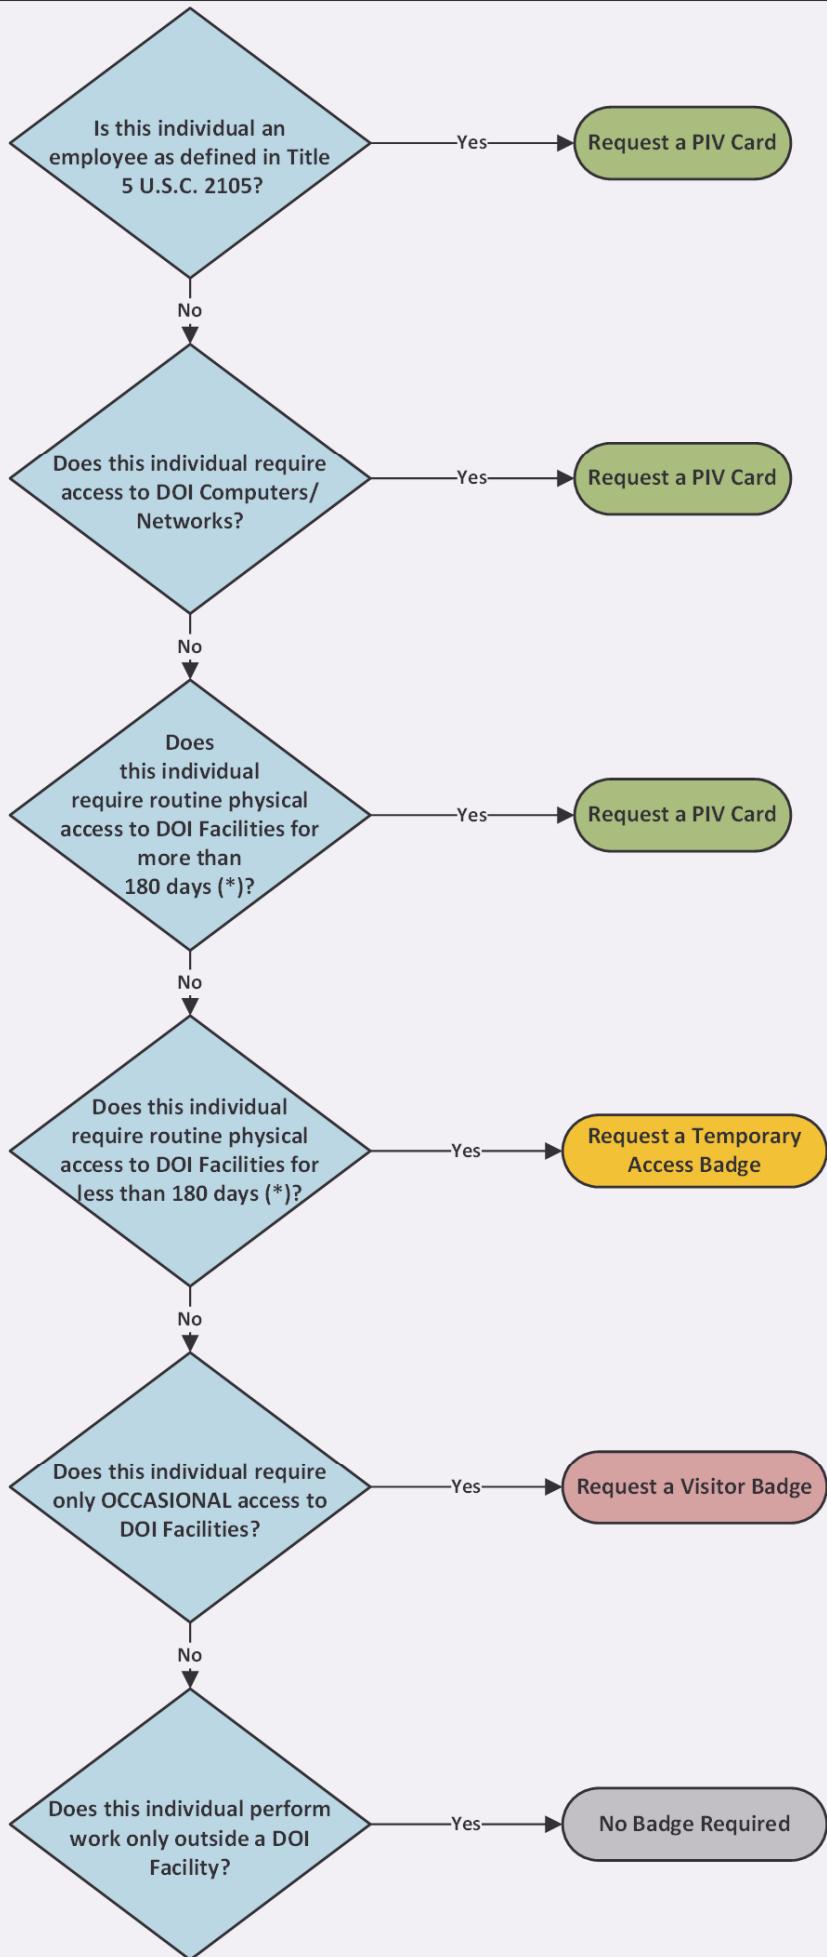 Is this individual an
employee as defined in Title
5 U.S.C. 2105?
Yes
Request a PIV Card
No
Does this individual require
access to DOI Computers/
Networks?
Yes
Request a PIV Card
No
Does
this individual
require routine physical
access to DOI Facilities for
more than
180 days (*)?
Yes
Request a PIV Card
No
Does this individual
require routine physical
access to DOI Facilities for
less than 180 days (*)?
Yes
Request a Temporary
Access Badge
No
Does this individual require
only OCCASIONAL access to
DOI Facilities?
Yes
Request a Visitor Badge
No
Does this individual perform
work only outside a DOI
Facility?
Yes
No Badge Required